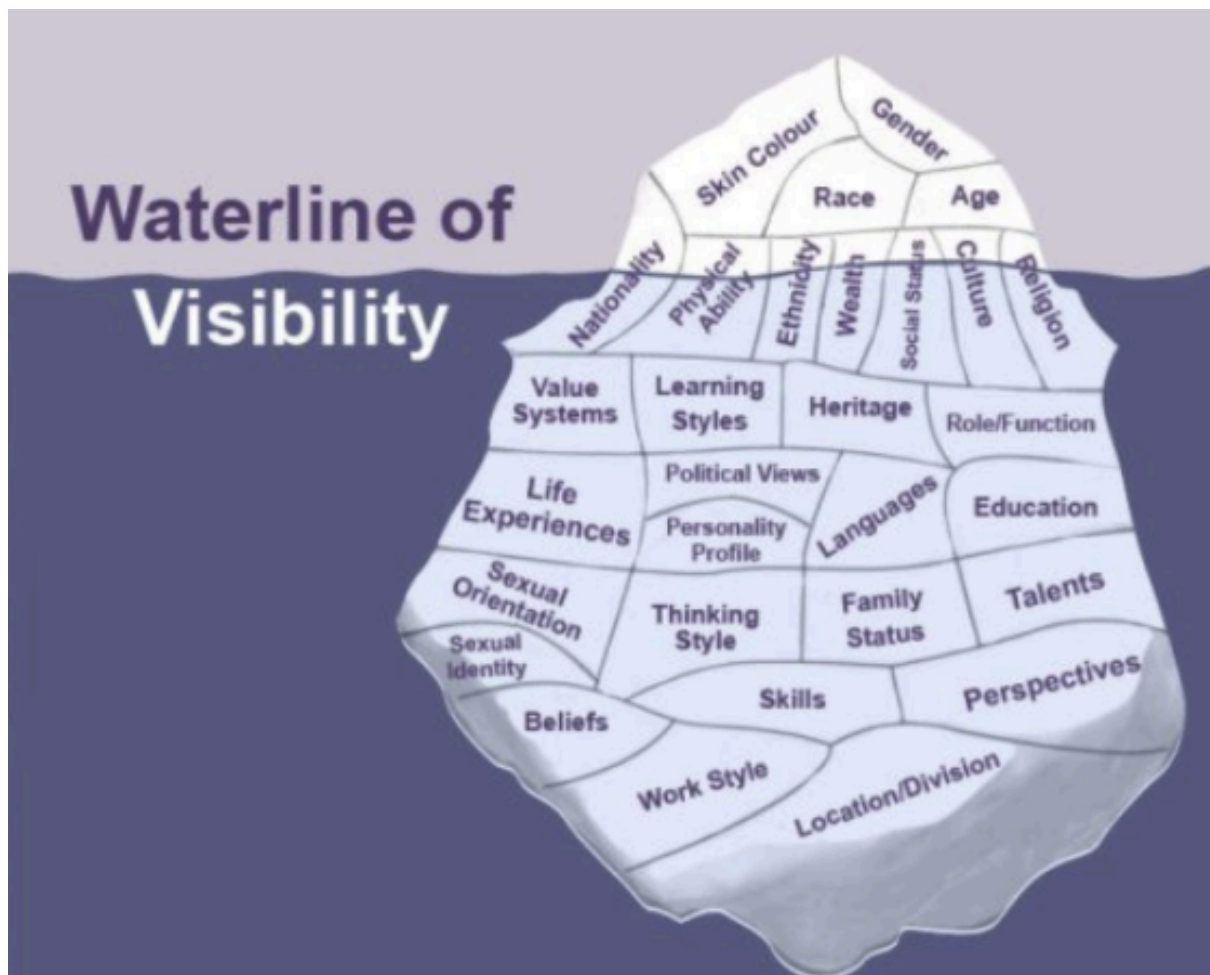 Waterline of
Visibility
Skin Colour
Gender
Race
Age
Nationality
Physical
Ability
Ethnicity
Wealth
Social Status
Culture
Religion
Value
Systems
Learning
Styles
Heritage
Role/Function
Life
Experiences
Political Views
Personality
Profile
Languages
Education
Sexual
Orientation
Sexual
Identity
Thinking
Style
Family
Status
Talents
Beliefs
Skills
Perspectives
Work Style
Location/Division